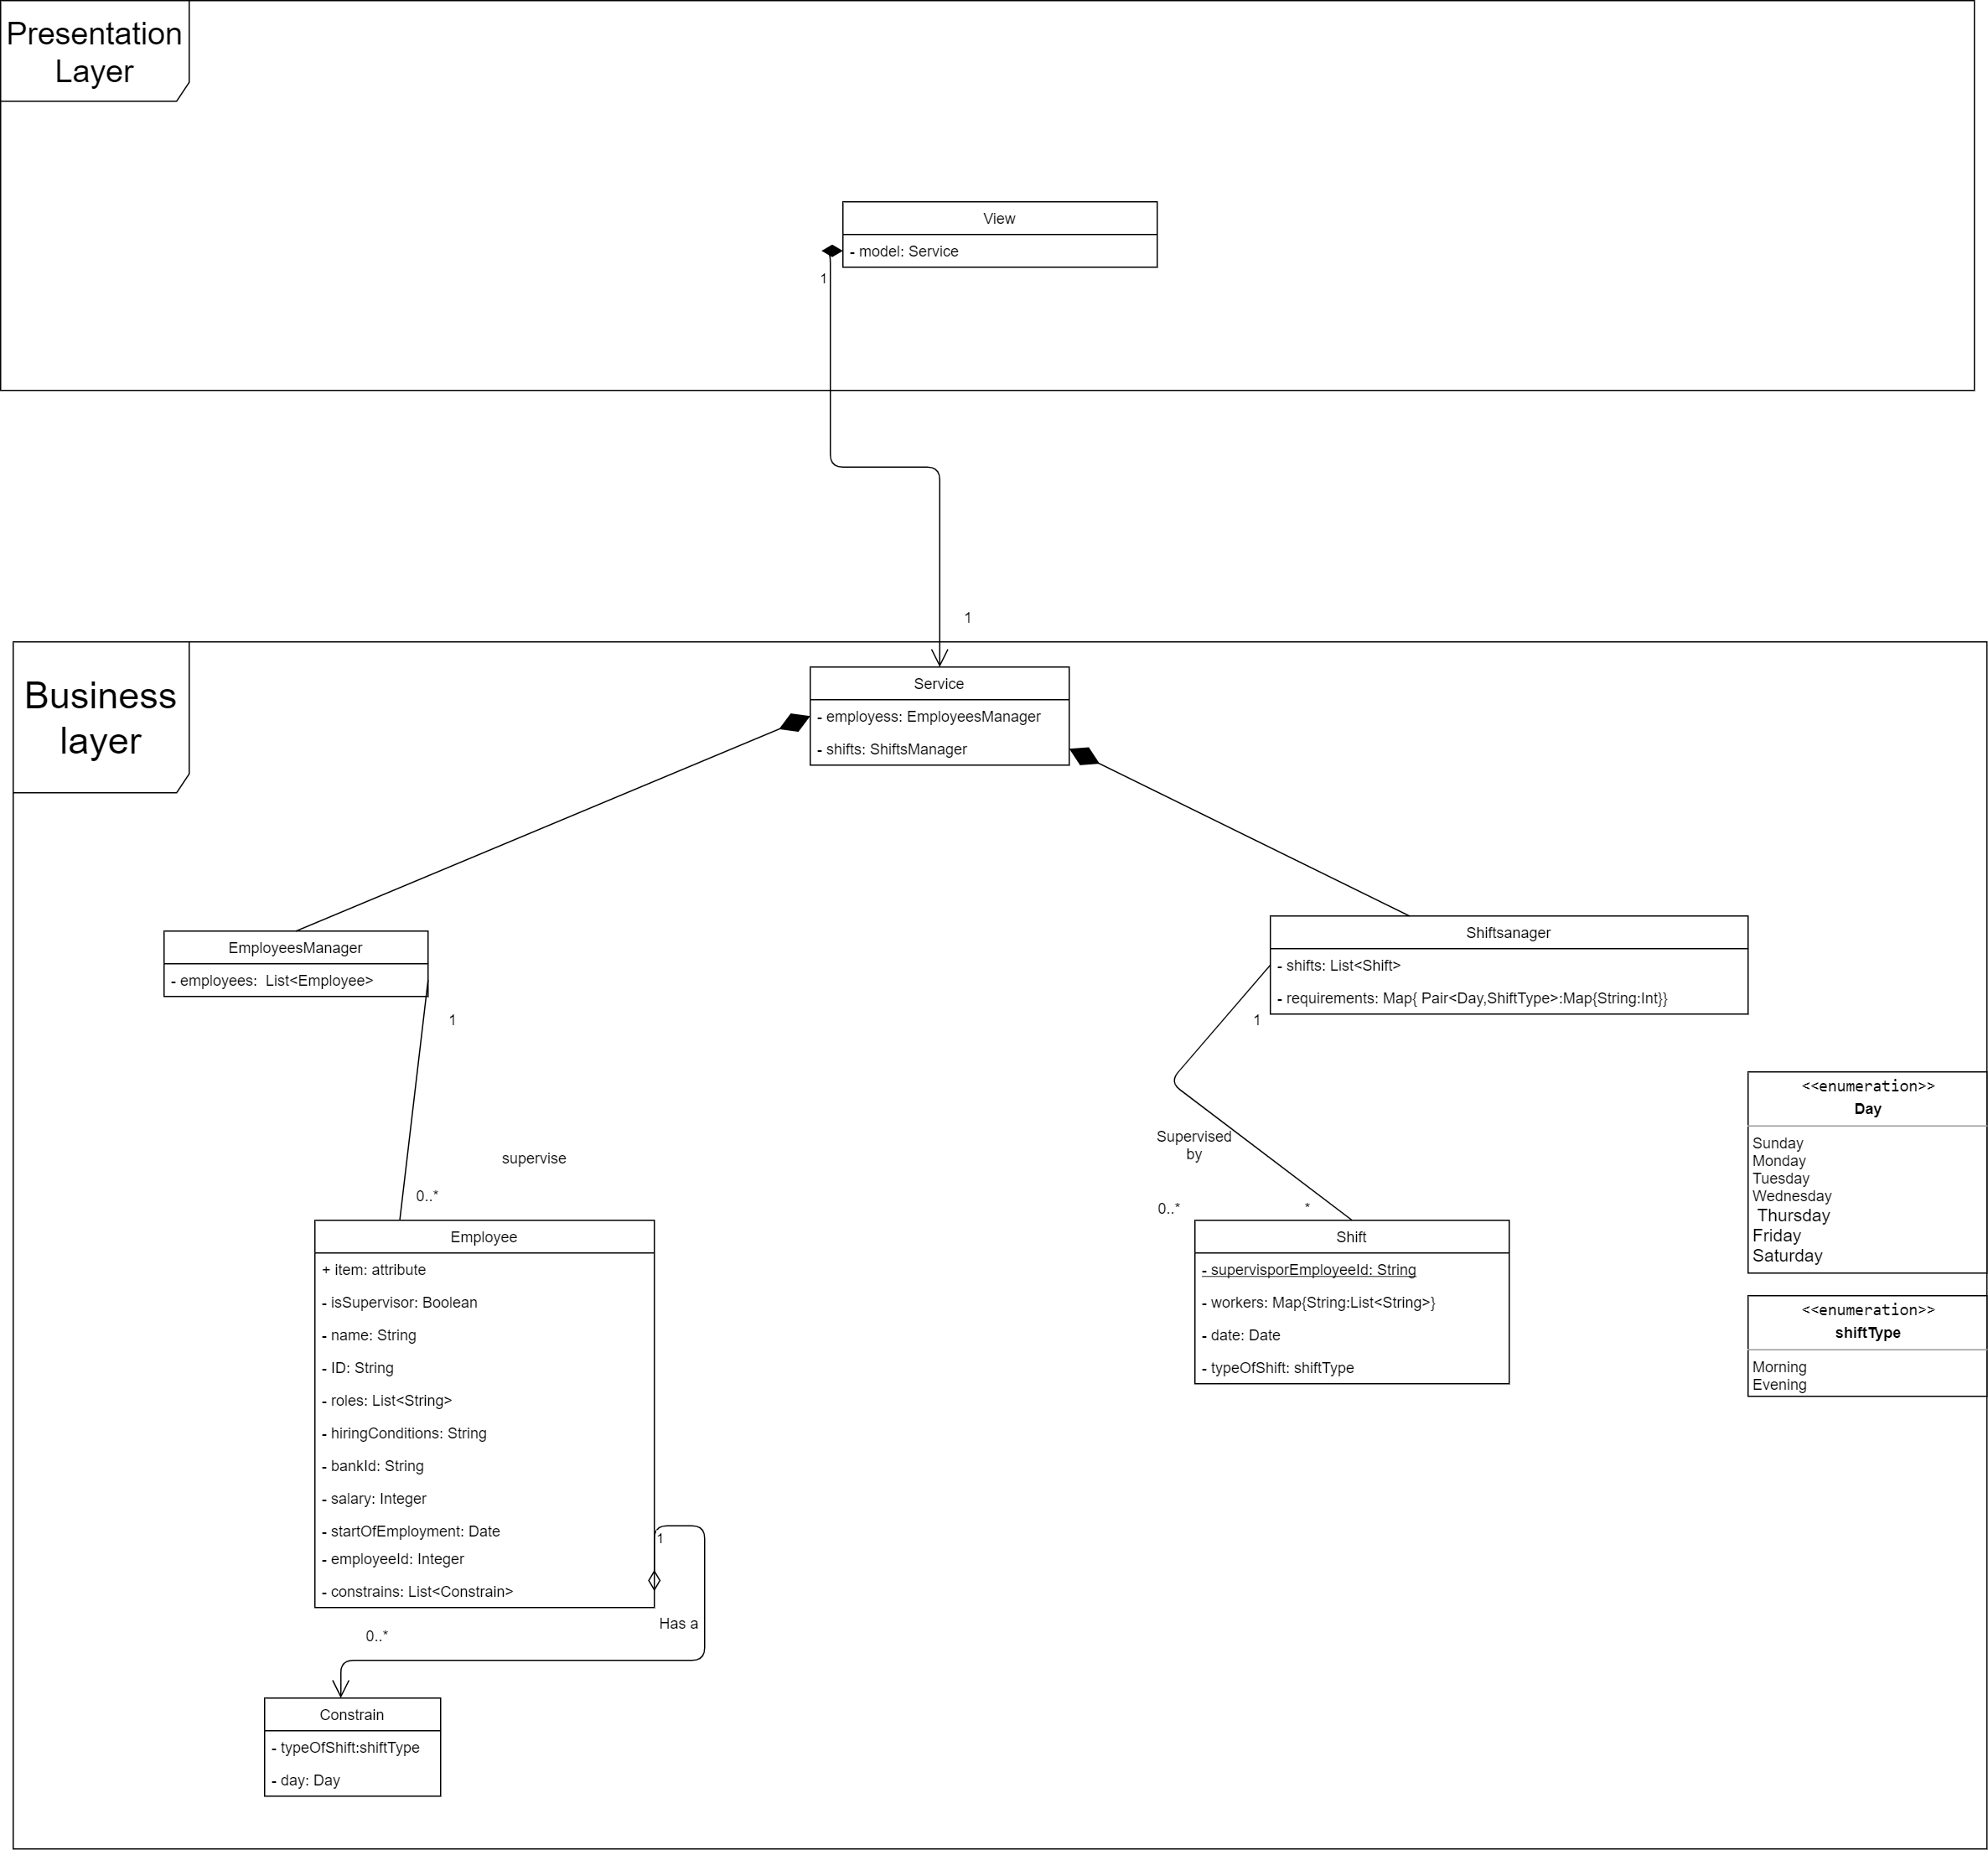 Presentation
Layer
View
- model: Service
1
1
Business
layer
Service
- employess: EmployeesManager
- shifts: ShiftsManager
EmployeesManager
- employees:  List<Employee>
1
supervise
0..*
Shiftsanager
- shifts: List<Shift>
- requirements: Map{ Pair<Day,ShiftType>:Map{String:Int}}
1
Supervised
by
0..*
*
Employee
+ item: attribute
- isSupervisor: Boolean
- name: String
- ID: String
- roles: List<String>
- hiringConditions: String
- bankId: String
- salary: Integer
- startOfEmployment: Date
- employeeId: Integer
- constrains: List<Constrain>
1
Has a
0..*
Constrain
- typeOfShift:shiftType
- day: Day
Shift
- supervisporEmployeeId: String
- workers: Map{String:List<String>}
- date: Date
- typeOfShift: shiftType
<<enumeration>>
Day
Sunday
Monday
Tuesday
Wednesday
Thursday
Friday
Saturday
<<enumeration>>
shiftType
Morning
Evening